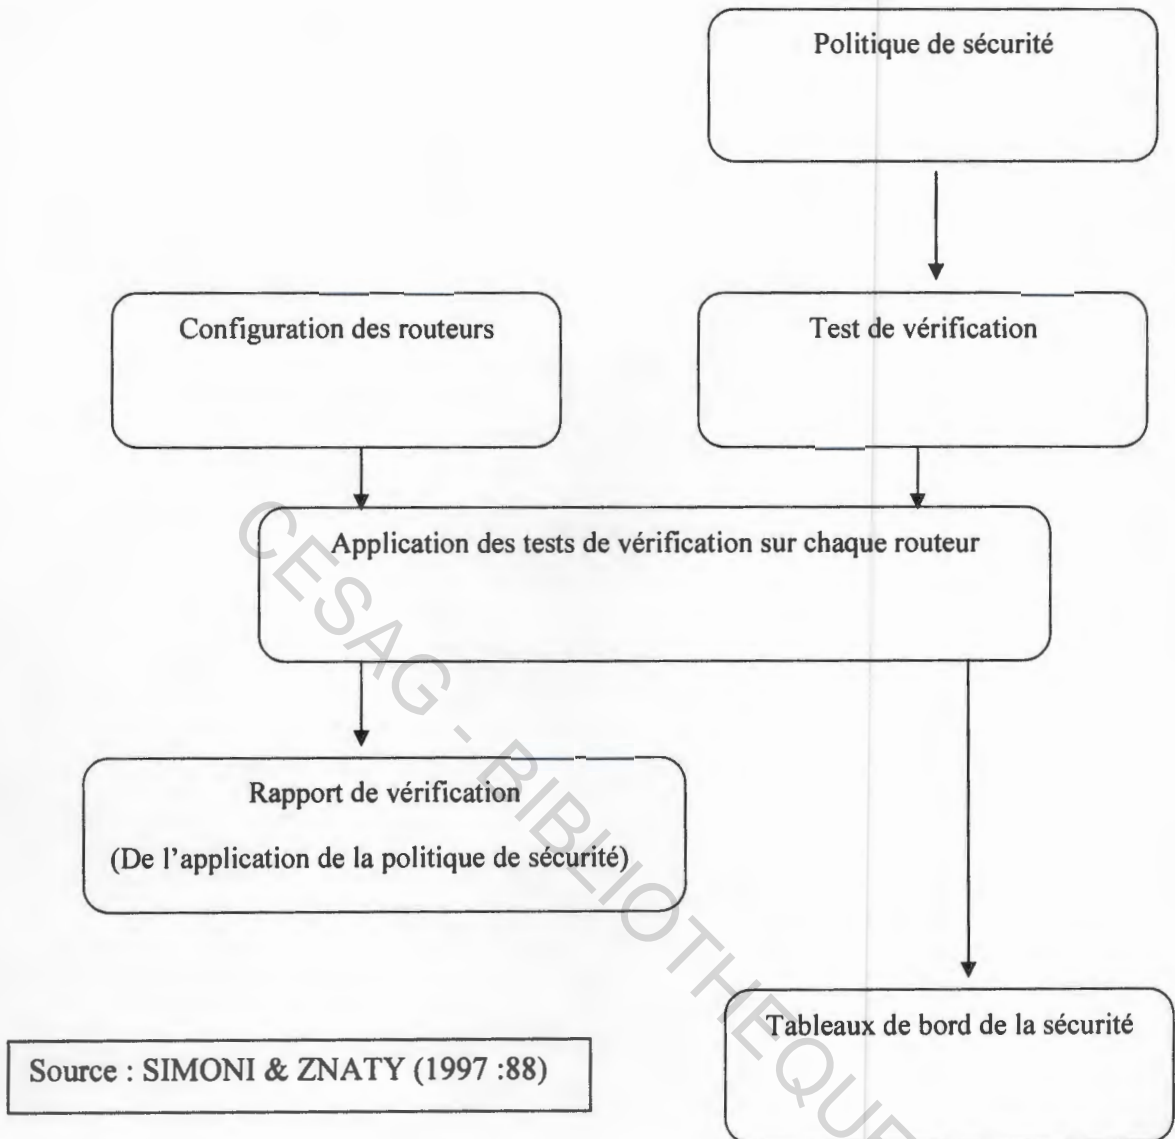 Politique de sécurité
Configuration des routeurs
Test de vérification
Application des tests de vérification sur chaque routeur
Rapport de vérification
(De l'application de la politique de sécurité)
Tableaux de bord de la sécurité
Source : SIMONI & ZNATY (1997 :88)
CESAG - BIBLIOTHEQUE